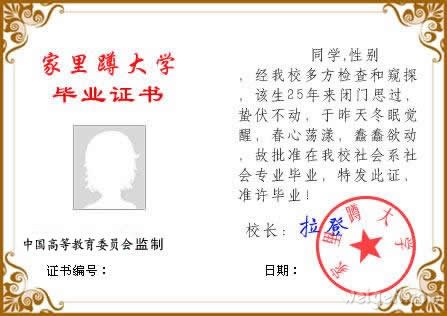 家里蹲大学
毕业证书
中国高等教育委员会监制
证书编号：
同学,性别
，经我校多方检查和窥探
，该生25年来闭门思过，
蛰伏不动，于昨天冬眠觉
醒，春心荡漾，蠢蠢欲动
，故批准在我校社会系社
会专业毕业，特发此证，
准许毕业！
校长：拉登
家里蹲大学
日期：